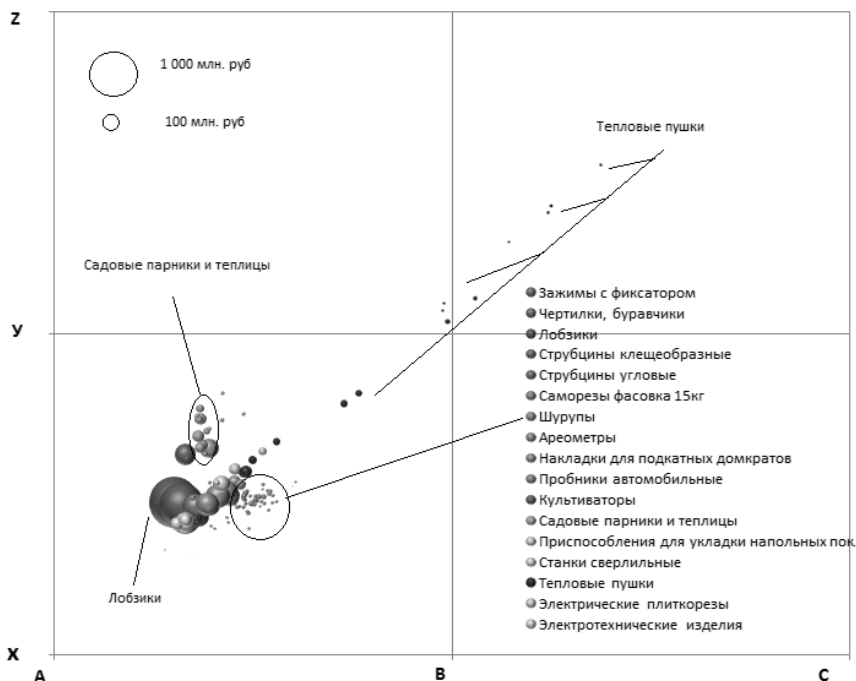 Z
1 000 млн. руб
100 млн. руб
Тепловые пушки
Садовые парники и теплицы
Зажимы с фиксатором
Чертилки, буравчики
У
Лобзики
Струбцины клещеобразные
Струбцины угловые
Саморезы фасовка 15кг
Шурупы
Ареометры
Накладки для подкатных домкратов
Пробники автомобильные
Культиваторы
Садовые парники и теплицы
Приспособления для укладки напольных пок
Станки сверлильные
Тепловые пушки
Лобзики
Электрические плиткорезы
Электротехнические изделия
X
A
B
C